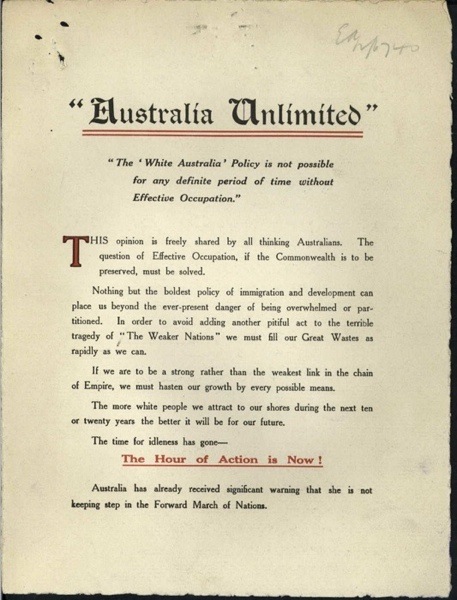 "Australia Unlimited"
"The 'White Australia' Policy is not possible
for any definite period of time without
Effective Occupation."
THIS opinion is freely shared by all thinking Australians. The
question of Effective Occupation, if the Commonwealth is to be
preserved, must be solved.
Nothing but the boldest policy of immigration and development can
place us beyond the ever-present danger of being overwhelmed or par-
titioned. In order to avoid adding another pitiful act to the terrible
tragedy of "The Weaker Nations" we must fill our Great Wastes as
rapidly as we can.
If we are to be a strong rather than the weakest link in the chain
of Empire, we must hasten our growth by every possible means.
The more white people we attract to our shores during the next ten
or twenty years the better it will be for our future.
The time for idleness has gone—
The Hour of Action is Now!
Australia has already received significant warning that she is not
keeping step in the Forward March of Nations.